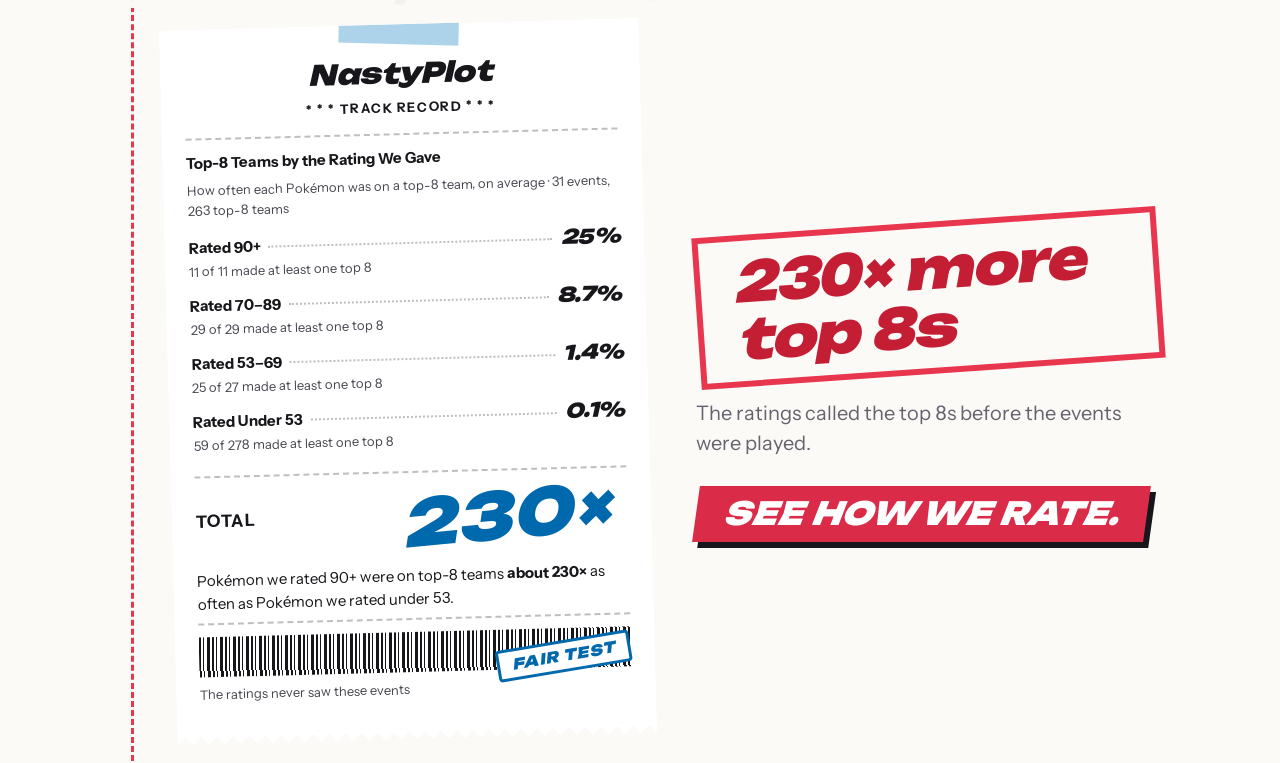 NastyPlot
* * * TRACK RECORD * * *
Top-8 Teams by the Rating We Gave
How often each Pokémon was on a top-8 team, on average · 31 events,
263 top-8 teams
Rated 90+ 25%
11 of 11 made at least one top 8
Rated 70–89 8.7%
29 of 29 made at least one top 8
Rated 53–69 1.4%
25 of 27 made at least one top 8
Rated Under 53 0.1%
59 of 278 made at least one top 8
TOTAL 230×
Pokémon we rated 90+ were on top-8 teams about 230× as
often as Pokémon we rated under 53.
FAIR TEST
The ratings never saw these events
230× more
top 8s
The ratings called the top 8s before the events
were played.
SEE HOW WE RATE.